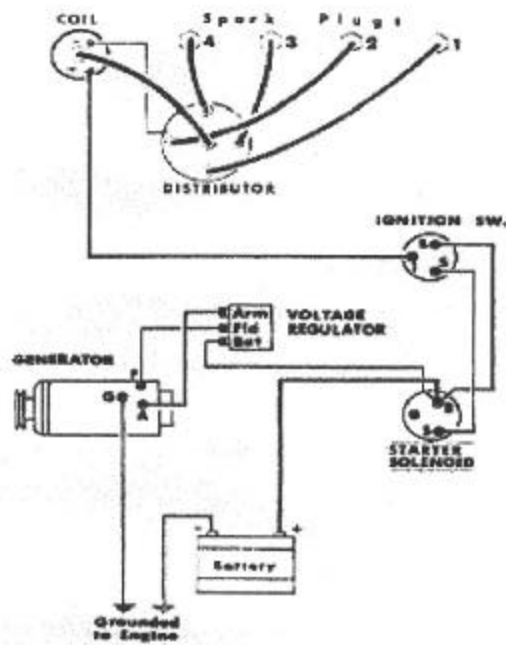 COIL
Spark Plugs
4 3 2 1
DISTRIBUTOR
IGNITION SW.
B
I
S
Arm
Fld
Bat
VOLTAGE
REGULATOR
GENERATOR
F
G
A
B
S
STARTER
SOLENOID
- +
Battery
Grounded
to Engine